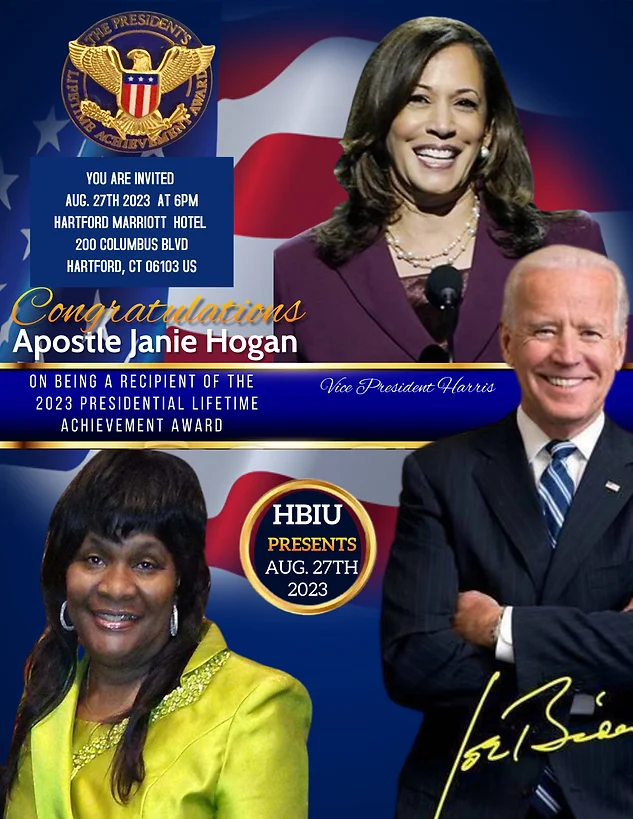 THE PRESIDENT'S
LIFETIME ACHIEVEMENT AWARD
YOU ARE INVITED
AUG. 27TH 2023 AT 6PM
HARTFORD MARRIOTT HOTEL
200 COLUMBUS BLVD
HARTFORD, CT 06103 US
Congratulations
Apostle Janie Hogan
ON BEING A RECIPIENT OF THE
2023 PRESIDENTIAL LIFETIME
ACHIEVEMENT AWARD
Vice President Harris
HBIU
PRESENTS
AUG. 27TH
2023
Joe Biden